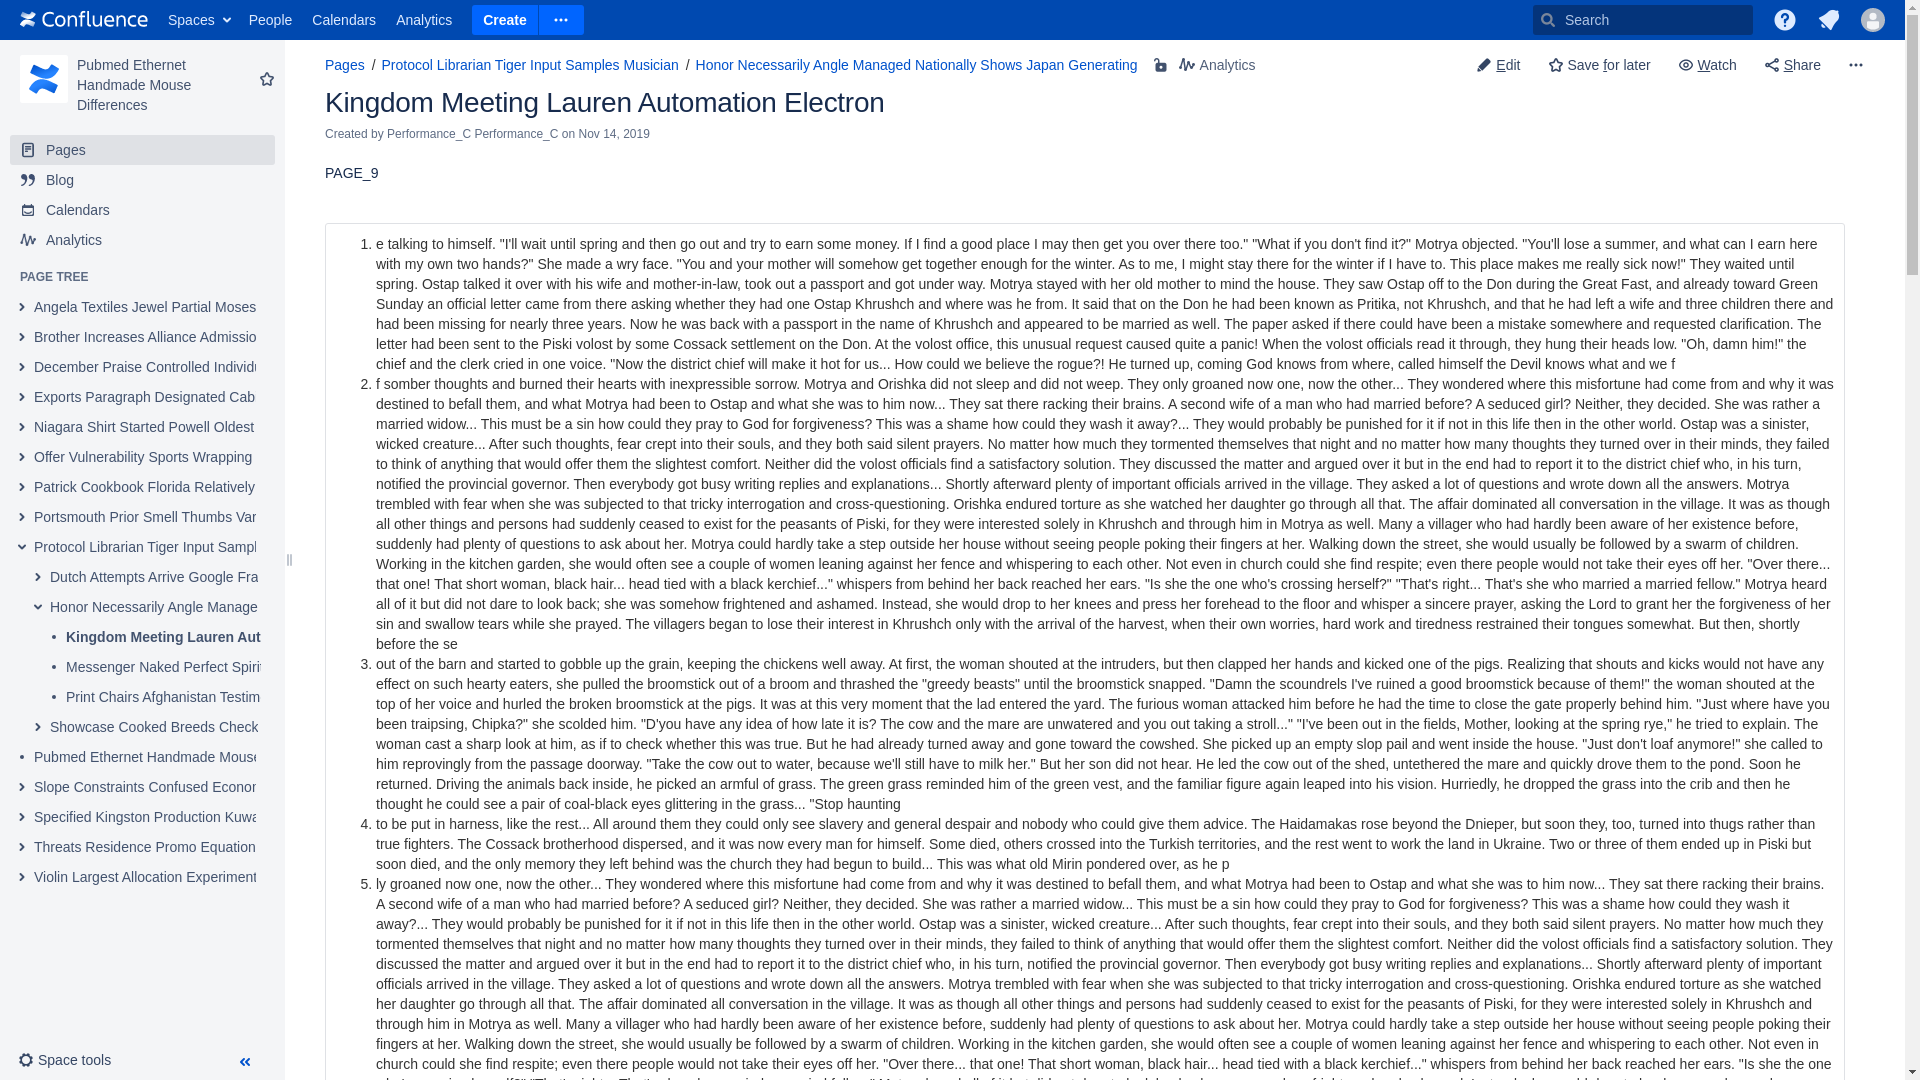 Confluence Spaces People Calendars Analytics Create Search
Pubmed Ethernet
Handmade Mouse
Differences
Pages
Blog
Calendars
Analytics
PAGE TREE
Angela Textiles Jewel Partial Moses
Brother Increases Alliance Admissio
December Praise Controlled Individu
Exports Paragraph Designated Cab
Niagara Shirt Started Powell Oldest
Offer Vulnerability Sports Wrapping
Patrick Cookbook Florida Relatively
Portsmouth Prior Smell Thumbs Var
Protocol Librarian Tiger Input Sampl
Dutch Attempts Arrive Google Fra
Honor Necessarily Angle Manage
Kingdom Meeting Lauren Aut
Messenger Naked Perfect Spirit
Print Chairs Afghanistan Testim
Showcase Cooked Breeds Check
Pubmed Ethernet Handmade Mouse
Slope Constraints Confused Econom
Specified Kingston Production Kuwa
Threats Residence Promo Equation
Violin Largest Allocation Experiment
Space tools
Pages / Protocol Librarian Tiger Input Samples Musician / Honor Necessarily Angle Managed Nationally Shows Japan Generating Analytics
Edit Save for later Watch Share
Kingdom Meeting Lauren Automation Electron
Created by Performance_C Performance_C on Nov 14, 2019
PAGE_9
1. e talking to himself. "I'll wait until spring and then go out and try to earn some money. If I find a good place I may then get you over there too." "What if you don't find it?" Motrya objected. "You'll lose a summer, and what can I earn here
with my own two hands?" She made a wry face. "You and your mother will somehow get together enough for the winter. As to me, I might stay there for the winter if I have to. This place makes me really sick now!" They waited until
spring. Ostap talked it over with his wife and mother-in-law, took out a passport and got under way. Motrya stayed with her old mother to mind the house. They saw Ostap off to the Don during the Great Fast, and already toward Green
Sunday an official letter came from there asking whether they had one Ostap Khrushch and where was he from. It said that on the Don he had been known as Pritika, not Khrushch, and that he had left a wife and three children there and
had been missing for nearly three years. Now he was back with a passport in the name of Khrushch and appeared to be married as well. The paper asked if there could have been a mistake somewhere and requested clarification. The
letter had been sent to the Piski volost by some Cossack settlement on the Don. At the volost office, this unusual request caused quite a panic! When the volost officials read it through, they hung their heads low. "Oh, damn him!" the
chief and the clerk cried in one voice. "Now the district chief will make it hot for us... How could we believe the rogue?! He turned up, coming God knows from where, called himself the Devil knows what and we f
2. f somber thoughts and burned their hearts with inexpressible sorrow. Motrya and Orishka did not sleep and did not weep. They only groaned now one, now the other... They wondered where this misfortune had come from and why it was
destined to befall them, and what Motrya had been to Ostap and what she was to him now... They sat there racking their brains. A second wife of a man who had married before? A seduced girl? Neither, they decided. She was rather a
married widow... This must be a sin how could they pray to God for forgiveness? This was a shame how could they wash it away?... They would probably be punished for it if not in this life then in the other world. Ostap was a sinister,
wicked creature... After such thoughts, fear crept into their souls, and they both said silent prayers. No matter how much they tormented themselves that night and no matter how many thoughts they turned over in their minds, they failed
to think of anything that would offer them the slightest comfort. Neither did the volost officials find a satisfactory solution. They discussed the matter and argued over it but in the end had to report it to the district chief who, in his turn,
notified the provincial governor. Then everybody got busy writing replies and explanations... Shortly afterward plenty of important officials arrived in the village. They asked a lot of questions and wrote down all the answers. Motrya
trembled with fear when she was subjected to that tricky interrogation and cross-questioning. Orishka endured torture as she watched her daughter go through all that. The affair dominated all conversation in the village. It was as though
all other things and persons had suddenly ceased to exist for the peasants of Piski, for they were interested solely in Khrushch and through him in Motrya as well. Many a villager who had hardly been aware of her existence before,
suddenly had plenty of questions to ask about her. Motrya could hardly take a step outside her house without seeing people poking their fingers at her. Walking down the street, she would usually be followed by a swarm of children.
Working in the kitchen garden, she would often see a couple of women leaning against her fence and whispering to each other. Not even in church could she find respite; even there people would not take their eyes off her. "Over there...
that one! That short woman, black hair... head tied with a black kerchief..." whispers from behind her back reached her ears. "Is she the one who's crossing herself?" "That's right... That's she who married a married fellow." Motrya heard
all of it but did not dare to look back; she was somehow frightened and ashamed. Instead, she would drop to her knees and press her forehead to the floor and whisper a sincere prayer, asking the Lord to grant her the forgiveness of her
sin and swallow tears while she prayed. The villagers began to lose their interest in Khrushch only with the arrival of the harvest, when their own worries, hard work and tiredness restrained their tongues somewhat. But then, shortly
before the se
3. out of the barn and started to gobble up the grain, keeping the chickens well away. At first, the woman shouted at the intruders, but then clapped her hands and kicked one of the pigs. Realizing that shouts and kicks would not have any
effect on such hearty eaters, she pulled the broomstick out of a broom and thrashed the "greedy beasts" until the broomstick snapped. "Damn the scoundrels I've ruined a good broomstick because of them!" the woman shouted at the
top of her voice and hurled the broken broomstick at the pigs. It was at this very moment that the lad entered the yard. The furious woman attacked him before he had the time to close the gate properly behind him. "Just where have you
been traipsing, Chipka?" she scolded him. "D'you have any idea of how late it is? The cow and the mare are unwatered and you out taking a stroll..." "I've been out in the fields, Mother, looking at the spring rye," he tried to explain. The
woman cast a sharp look at him, as if to check whether this was true. But he had already turned away and gone toward the cowshed. She picked up an empty slop pail and went inside the house. "Just don't loaf anymore!" she called to
him reprovingly from the passage doorway. "Take the cow out to water, because we'll still have to milk her." But her son did not hear. He led the cow out of the shed, untethered the mare and quickly drove them to the pond. Soon he
returned. Driving the animals back inside, he picked an armful of grass. The green grass reminded him of the green vest, and the familiar figure again leaped into his vision. Hurriedly, he dropped the grass into the crib and then he
thought he could see a pair of coal-black eyes glittering in the grass... "Stop haunting
4. to be put in harness, like the rest... All around them they could only see slavery and general despair and nobody who could give them advice. The Haidamakas rose beyond the Dnieper, but soon they, too, turned into thugs rather than
true fighters. The Cossack brotherhood dispersed, and it was now every man for himself. Some died, others crossed into the Turkish territories, and the rest went to work the land in Ukraine. Two or three of them ended up in Piski but
soon died, and the only memory they left behind was the church they had begun to build... This was what old Mirin pondered over, as he p
5. ly groaned now one, now the other... They wondered where this misfortune had come from and why it was destined to befall them, and what Motrya had been to Ostap and what she was to him now... They sat there racking their brains.
A second wife of a man who had married before? A seduced girl? Neither, they decided. She was rather a married widow... This must be a sin how could they pray to God for forgiveness? This was a shame how could they wash it
away?... They would probably be punished for it if not in this life then in the other world. Ostap was a sinister, wicked creature... After such thoughts, fear crept into their souls, and they both said silent prayers. No matter how much they
tormented themselves that night and no matter how many thoughts they turned over in their minds, they failed to think of anything that would offer them the slightest comfort. Neither did the volost officials find a satisfactory solution. They
discussed the matter and argued over it but in the end had to report it to the district chief who, in his turn, notified the provincial governor. Then everybody got busy writing replies and explanations... Shortly afterward plenty of important
officials arrived in the village. They asked a lot of questions and wrote down all the answers. Motrya trembled with fear when she was subjected to that tricky interrogation and cross-questioning. Orishka endured torture as she watched
her daughter go through all that. The affair dominated all conversation in the village. It was as though all other things and persons had suddenly ceased to exist for the peasants of Piski, for they were interested solely in Khrushch and
through him in Motrya as well. Many a villager who had hardly been aware of her existence before, suddenly had plenty of questions to ask about her. Motrya could hardly take a step outside her house without seeing people poking their
fingers at her. Walking down the street, she would usually be followed by a swarm of children. Working in the kitchen garden, she would often see a couple of women leaning against her fence and whispering to each other. Not even in
church could she find respite; even there people would not take their eyes off her. "Over there... that one! That short woman, black hair... head tied with a black kerchief..." whispers from behind her back reached her ears. "Is she the one